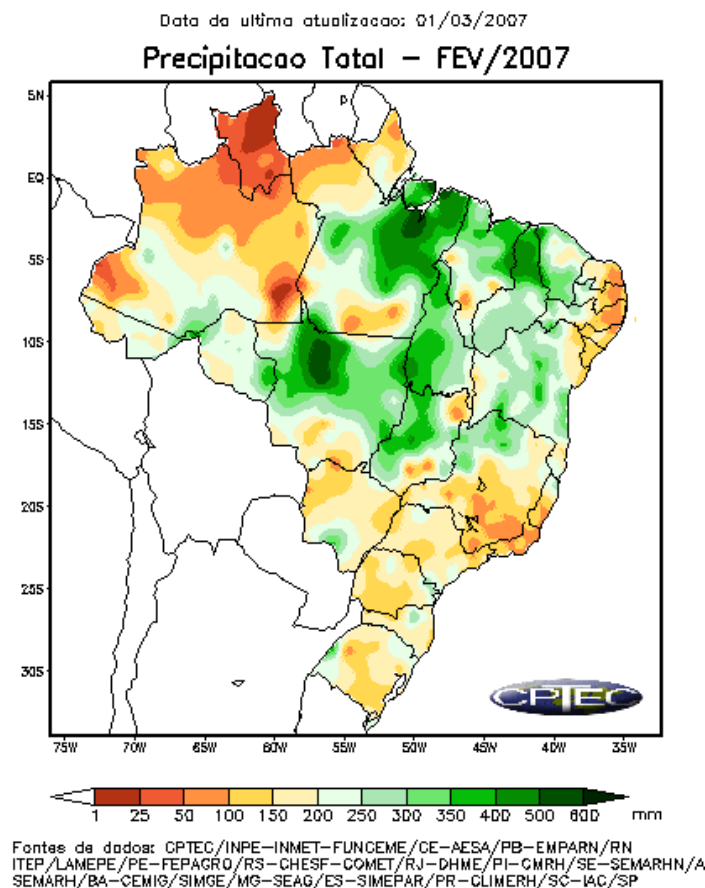 Data da ultima atualizacao: 01/03/2007
Precipitacao Total – FEV/2007
5N
EQ
5S
10S
15S
20S
25S
30S
CPTEC
75W 70W 65W 60W 55W 50W 45W 40W 35W
1 25 50 100 150 200 250 300 350 400 500 600 mm
Fontes de dados: CPTEC/INPE–INMET–FUNCEME/CE–AESA/PB–EMPARN/RN
ITEP/LAMEPE/PE–FEPAGRO/RS–CHESF–COMET/RJ–DHME/PI–CMRH/SE–SEMARHN/A
SEMARH/BA–CEMIG/SIMGE/MG–SEAG/ES–SIMEPAR/PR–CLIMERH/SC–IAC/SP